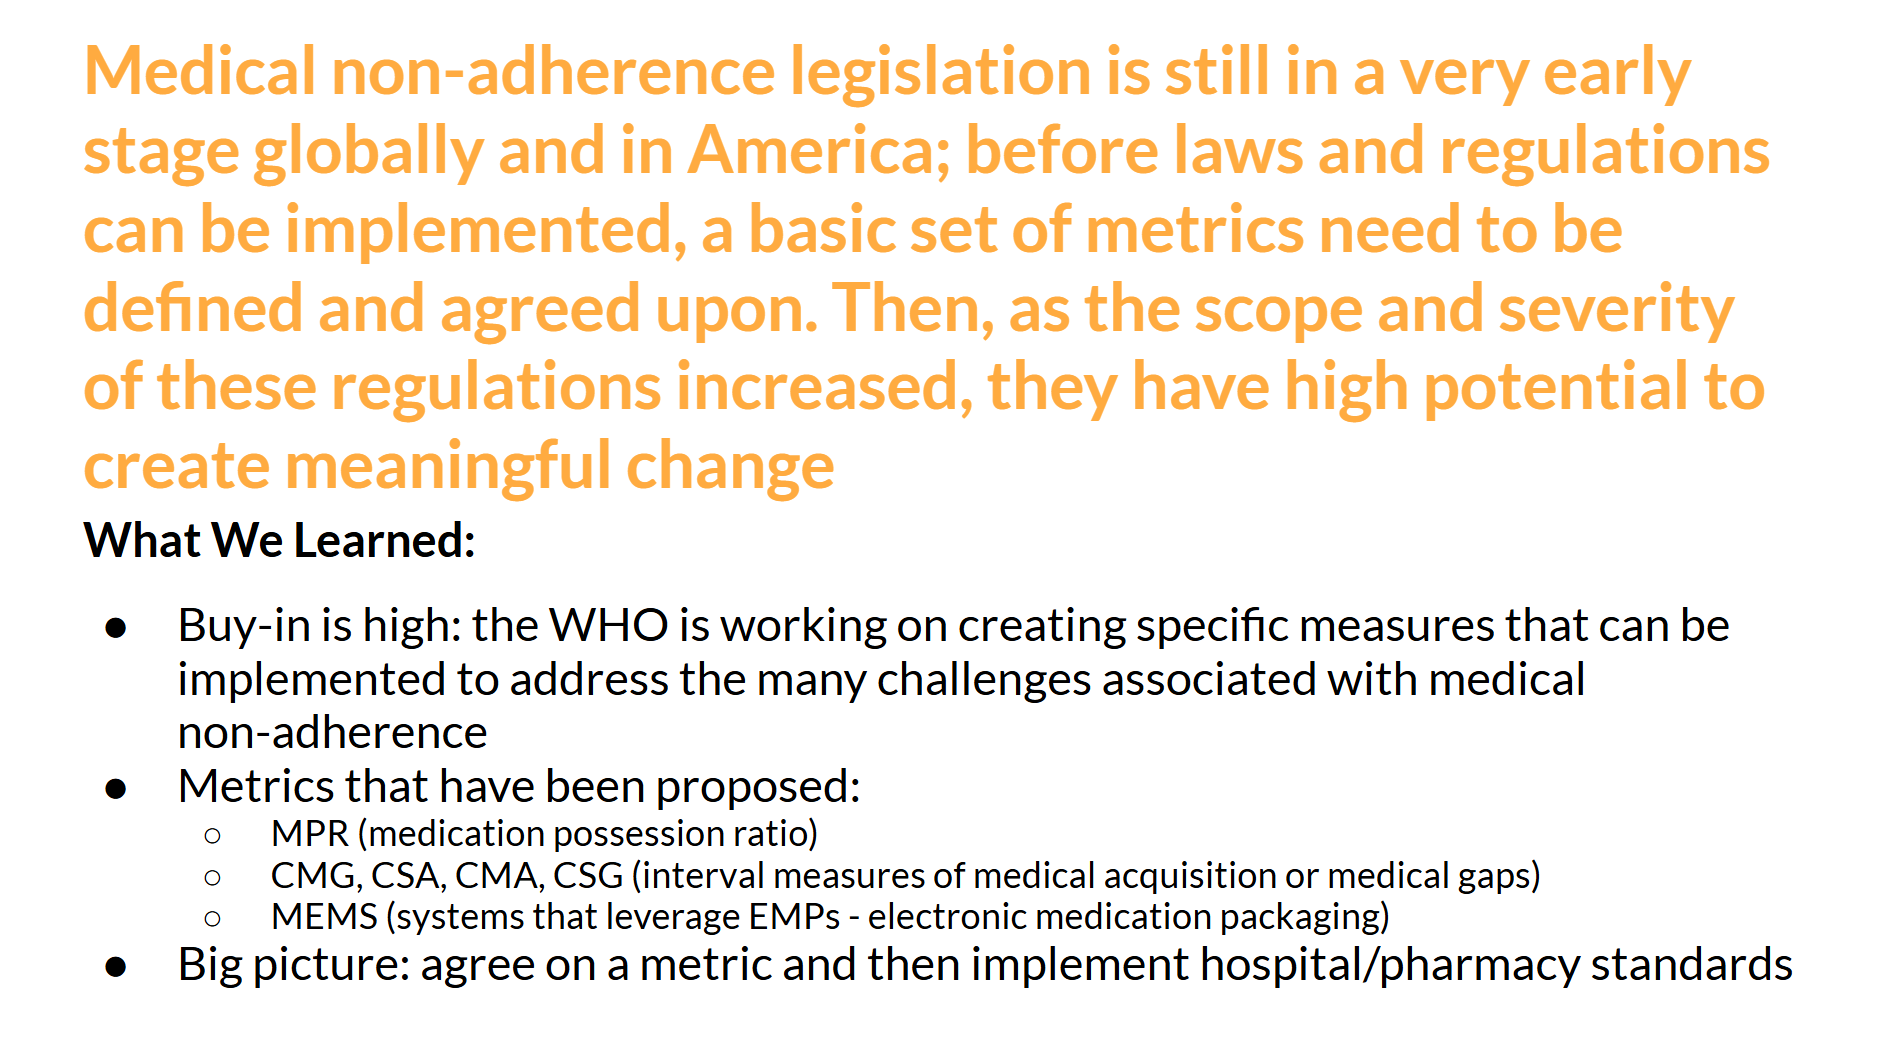 Medical non-adherence legislation is still in a very early
stage globally and in America; before laws and regulations
can be implemented, a basic set of metrics need to be
defined and agreed upon. Then, as the scope and severity
of these regulations increased, they have high potential to
create meaningful change
What We Learned:
● Buy-in is high: the WHO is working on creating specific measures that can be
implemented to address the many challenges associated with medical
non-adherence
● Metrics that have been proposed:
○ MPR (medication possession ratio)
○ CMG, CSA, CMA, CSG (interval measures of medical acquisition or medical gaps)
○ MEMS (systems that leverage EMPs - electronic medication packaging)
● Big picture: agree on a metric and then implement hospital/pharmacy standards